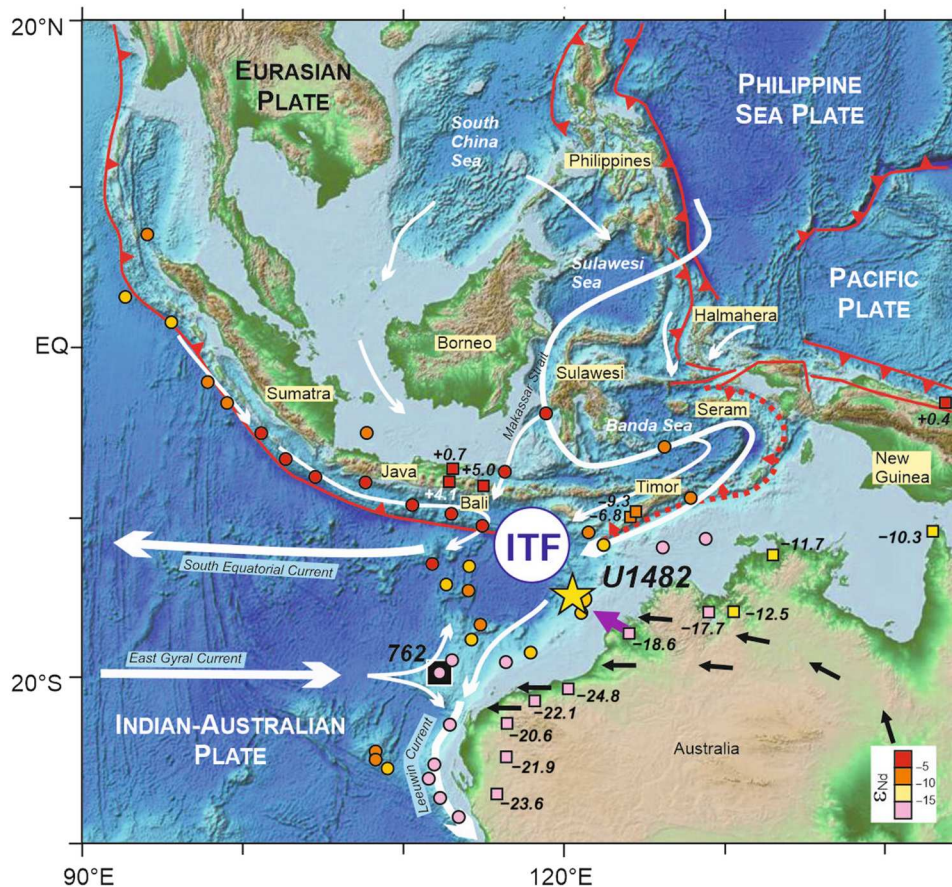 20°N
EURASIAN
PLATE
PHILIPPINE
SEA PLATE
South
China
Sea
Philippines
Sulawesi
Sea
PACIFIC
PLATE
Halmahera
EQ
Borneo
Makassar Strait
Sulawesi
Sumatra
Seram
+0.4
Banda Sea
+0.7
+5.0
Java
+4.1
Bali
Timor
New
Guinea
-9.3
-6.8
ITF
-10.3
-11.7
South Equatorial Current
U1482
-12.5
-17.7
-18.6
East Gyral Current
762
20°S
-24.8
-22.1
INDIAN-AUSTRALIAN
PLATE
-20.6
Australia
Leeuwin Current
-21.9
-23.6
εNd
-5
-10
-15
90°E
120°E